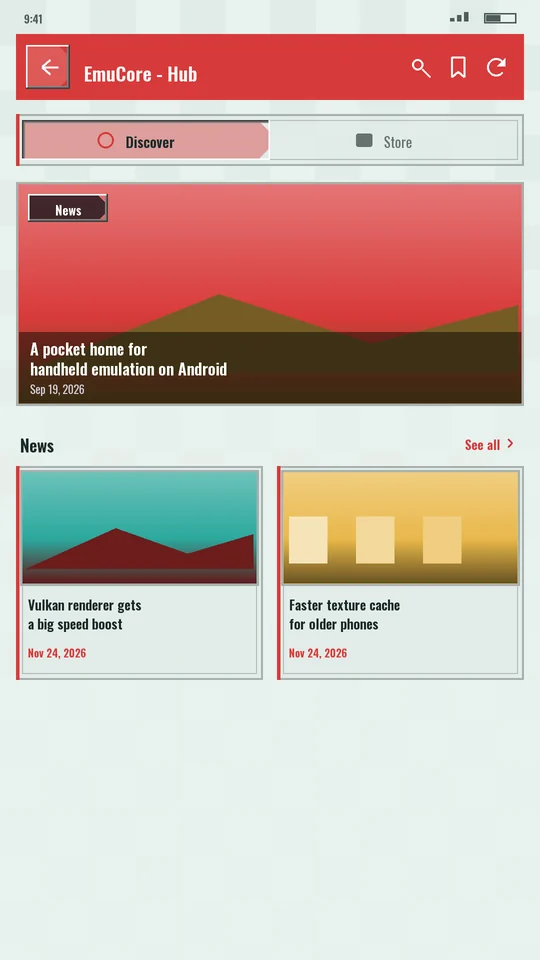 9:41
EmuCore - Hub
Discover
Store
News
A pocket home for
handheld emulation on Android
Sep 19, 2026
News
See all
Vulkan renderer gets
a big speed boost
Nov 24, 2026
Faster texture cache
for older phones
Nov 24, 2026